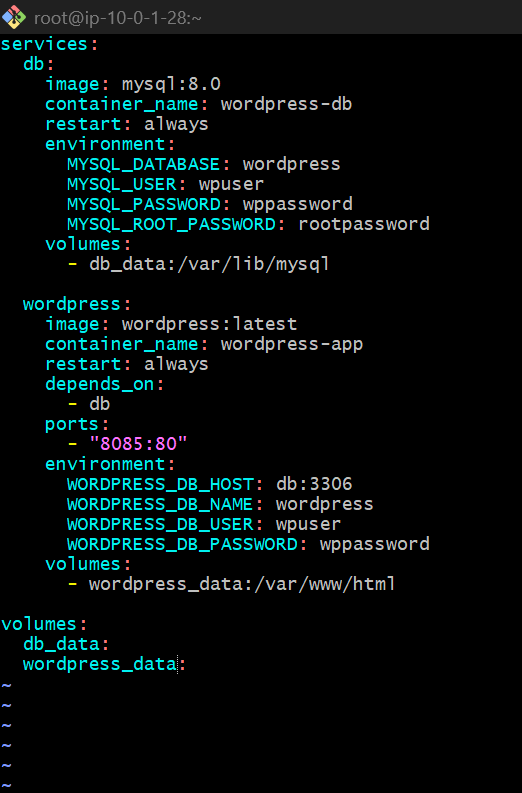 root@ip-10-0-1-28:~
services:
  db:
    image: mysql:8.0
    container_name: wordpress-db
    restart: always
    environment:
      MYSQL_DATABASE: wordpress
      MYSQL_USER: wpuser
      MYSQL_PASSWORD: wppassword
      MYSQL_ROOT_PASSWORD: rootpassword
    volumes:
      - db_data:/var/lib/mysql

  wordpress:
    image: wordpress:latest
    container_name: wordpress-app
    restart: always
    depends_on:
      - db
    ports:
      - "8085:80"
    environment:
      WORDPRESS_DB_HOST: db:3306
      WORDPRESS_DB_NAME: wordpress
      WORDPRESS_DB_USER: wpuser
      WORDPRESS_DB_PASSWORD: wppassword
    volumes:
      - wordpress_data:/var/www/html

volumes:
  db_data:
  wordpress_data:
~
~
~
~
~
~